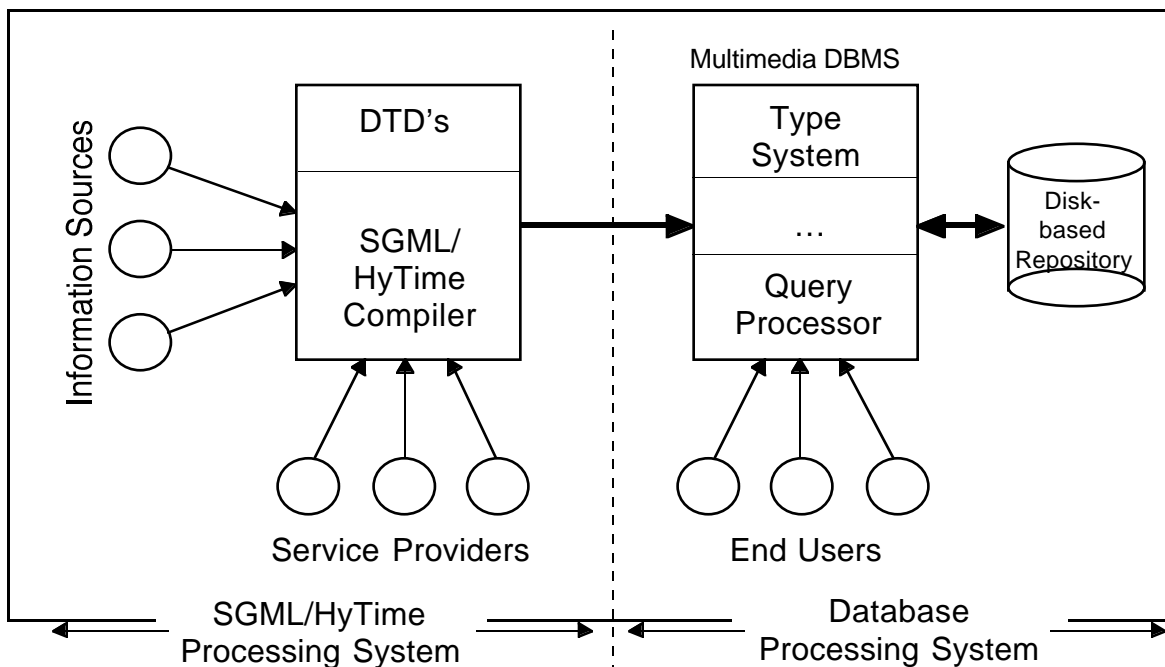 Multimedia DBMS
Information Sources
DTD's
SGML/
HyTime
Compiler
Type
System
...
Query
Processor
Disk-
based
Repository
Service Providers
End Users
SGML/HyTime
Processing System
Database
Processing System